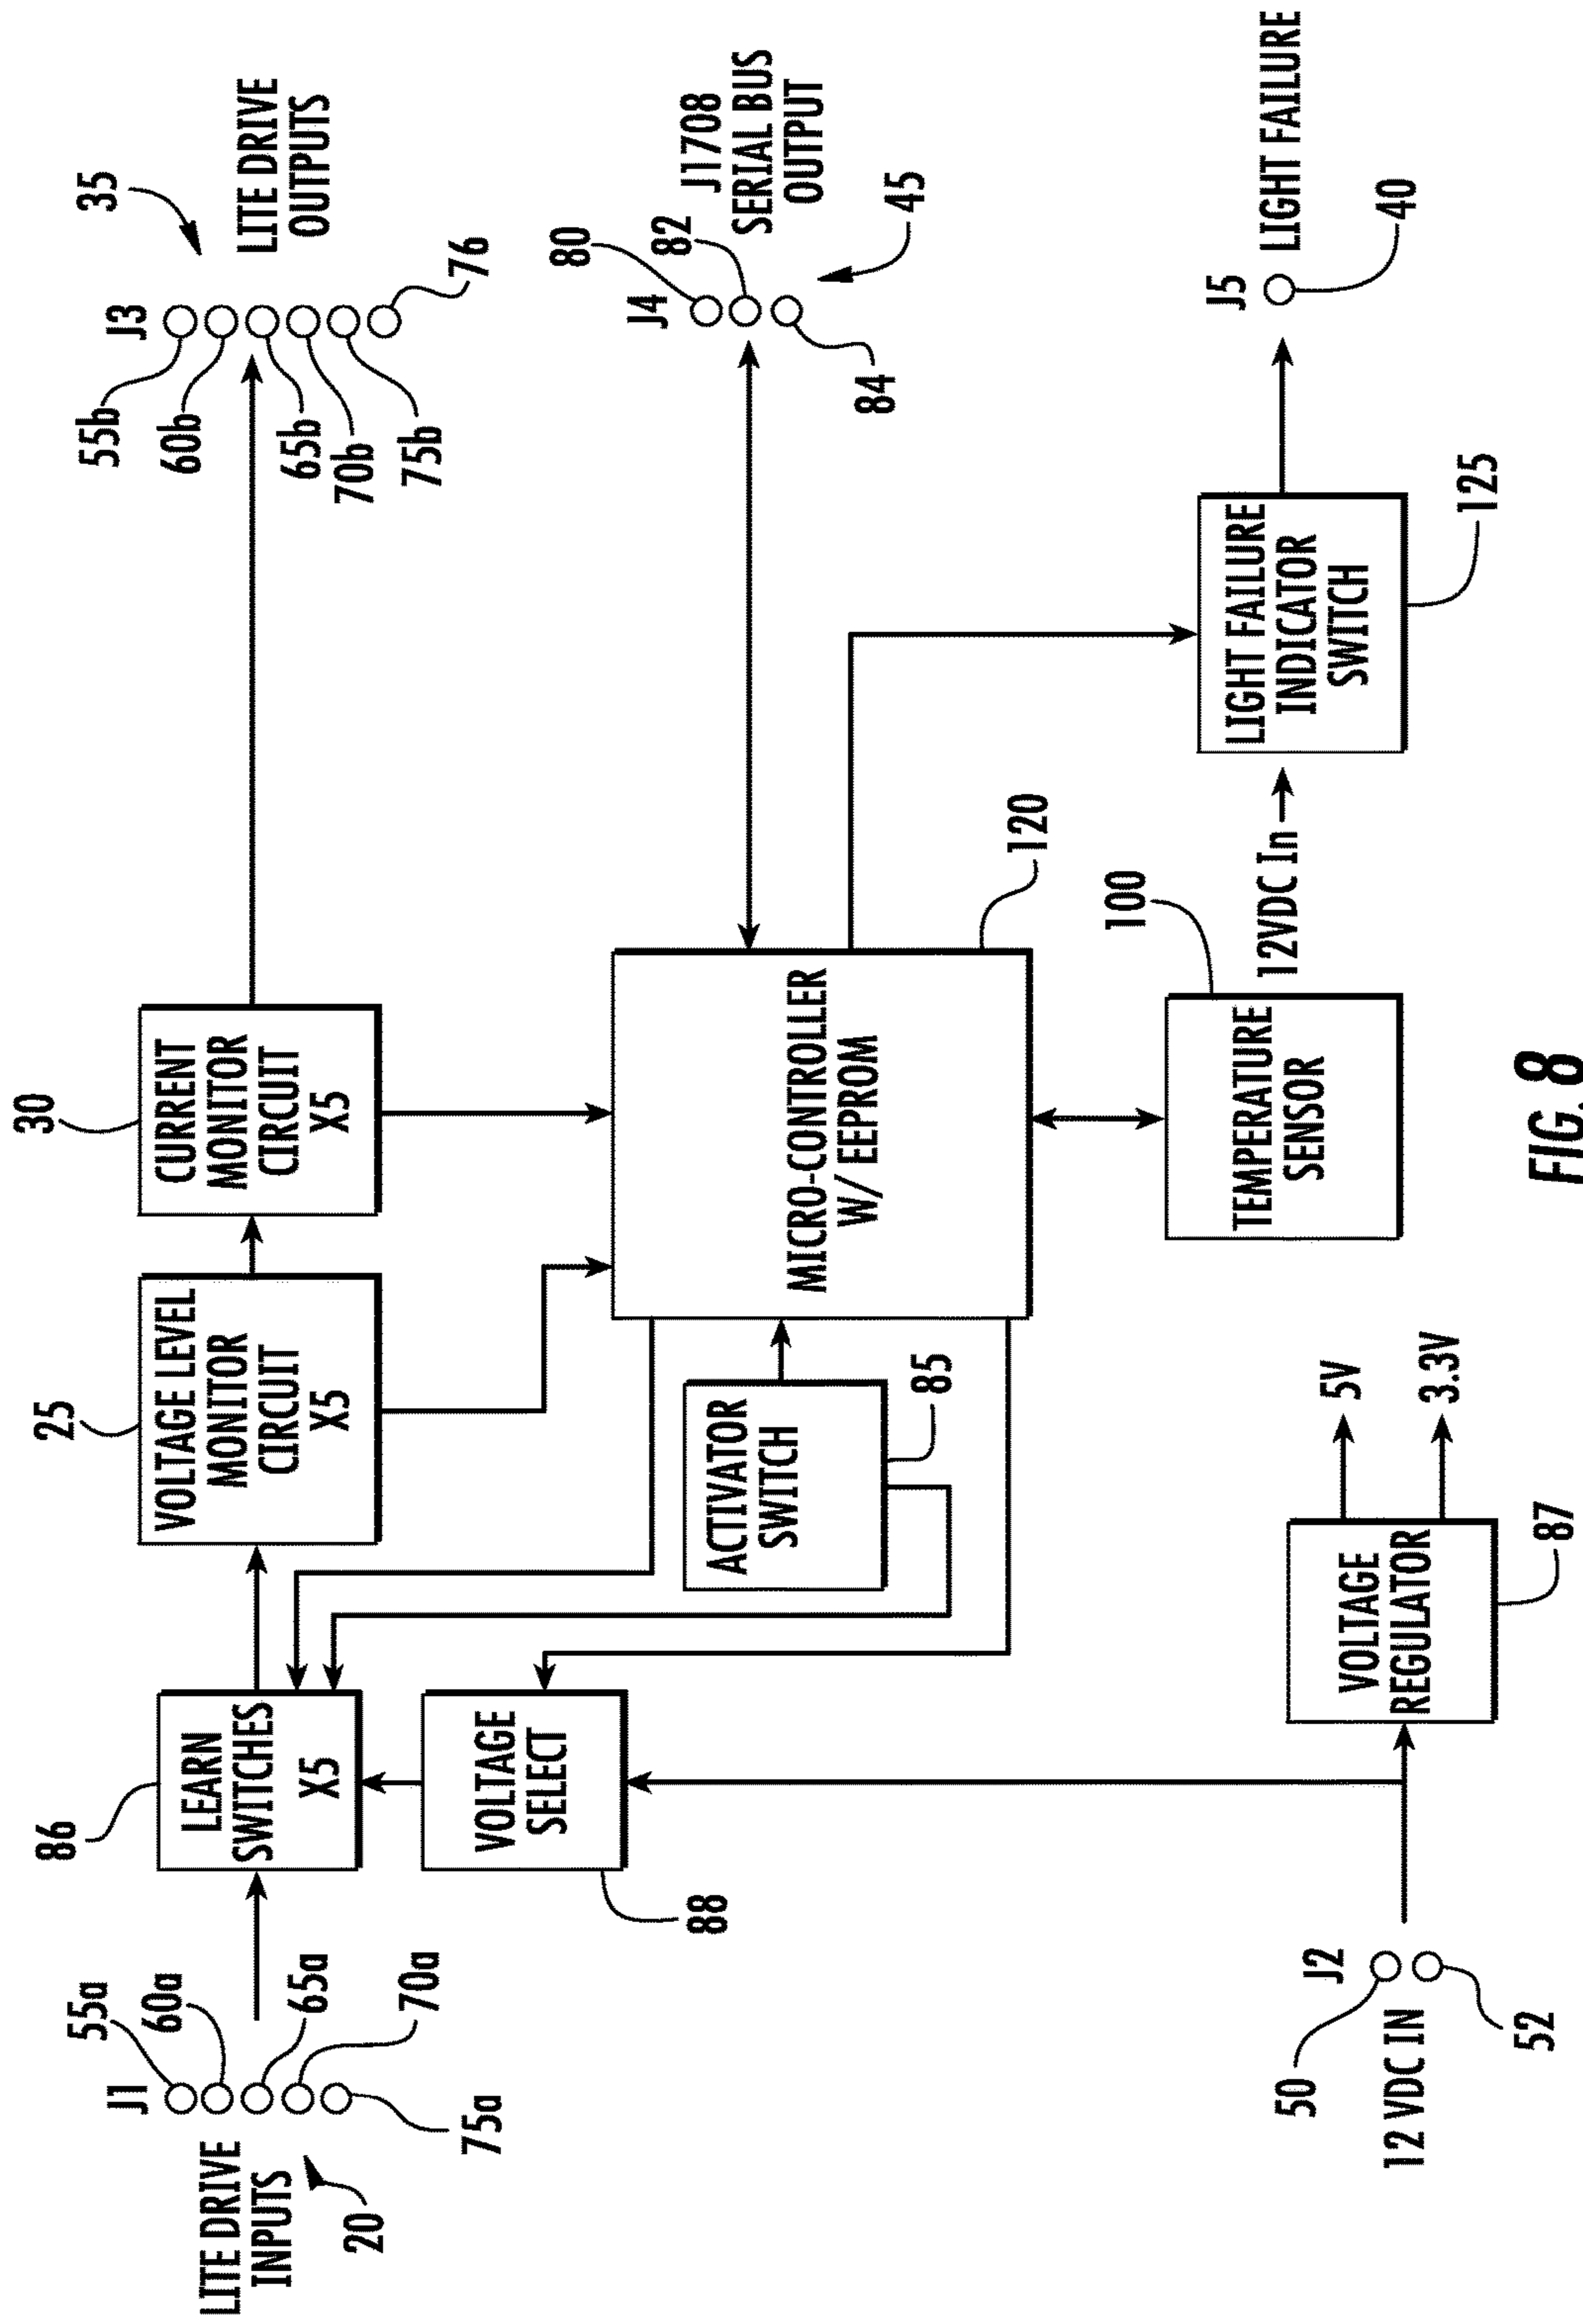 LITE DRIVE
INPUTS
20
J1
55a
60a
65a
70a
75a
86
LEARN
SWITCHES
X5
25
VOLTAGE LEVEL
MONITOR
CIRCUIT
X5
30
CURRENT
MONITOR
CIRCUIT
X5
J3
55b
60b
65b
70b
75b
76
35
LITE DRIVE
OUTPUTS
VOLTAGE
SELECT
88
ACTIVATOR
SWITCH
85
MICRO-CONTROLLER
W/ EEPROM
120
J4
80
82
84
J1708
SERIAL BUS
OUTPUT
45
12 VDC IN
J2
50
52
VOLTAGE
REGULATOR
87
5V
3.3V
TEMPERATURE
SENSOR
100
12VDC In
LIGHT FAILURE
INDICATOR
SWITCH
125
J5
40
LIGHT FAILURE
FIG. 8